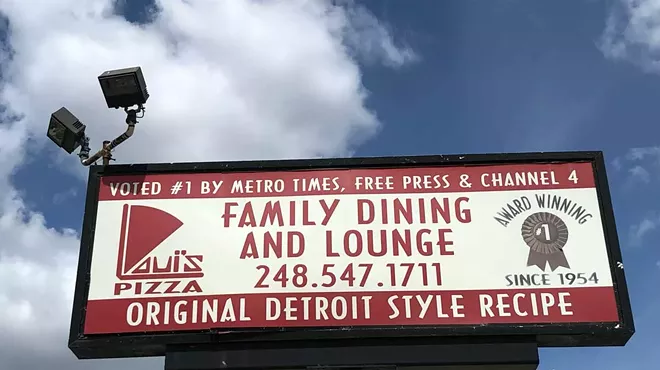 VOTED #1 BY METRO TIMES, FREE PRESS & CHANNEL 4
Loui's
PIZZA
FAMILY DINING
AND LOUNGE
248.547.1711
AWARD WINNING
#1
SINCE 1954
ORIGINAL DETROIT STYLE RECIPE